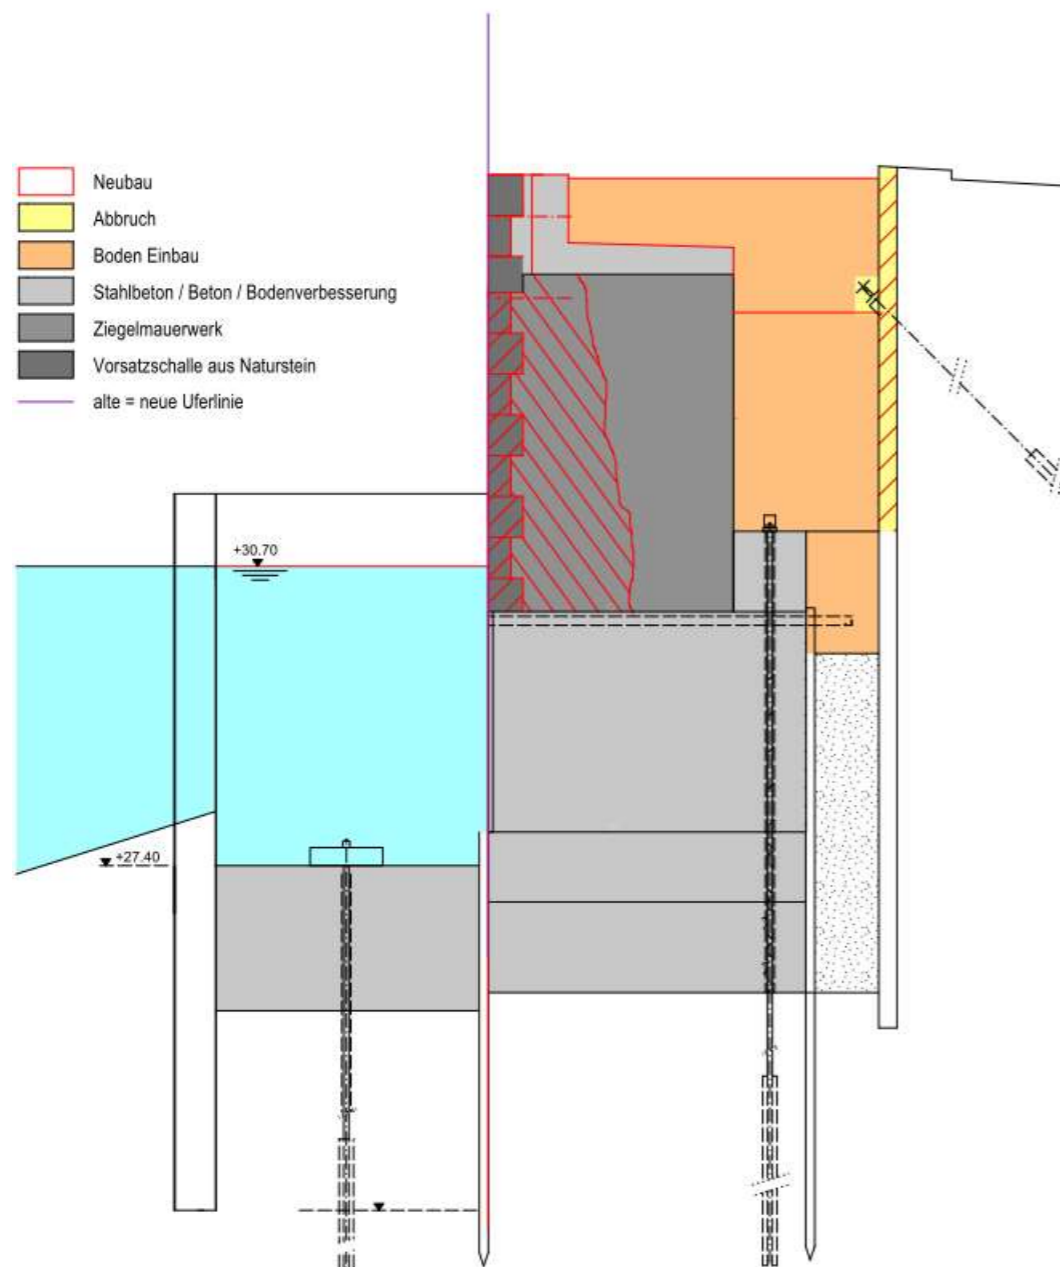 Neubau
Abbruch
Boden Einbau
Stahlbeton / Beton / Bodenverbesserung
Ziegelmauerwerk
Vorsatzschalle aus Naturstein
alte = neue Uferlinie
+30.70
+27.40